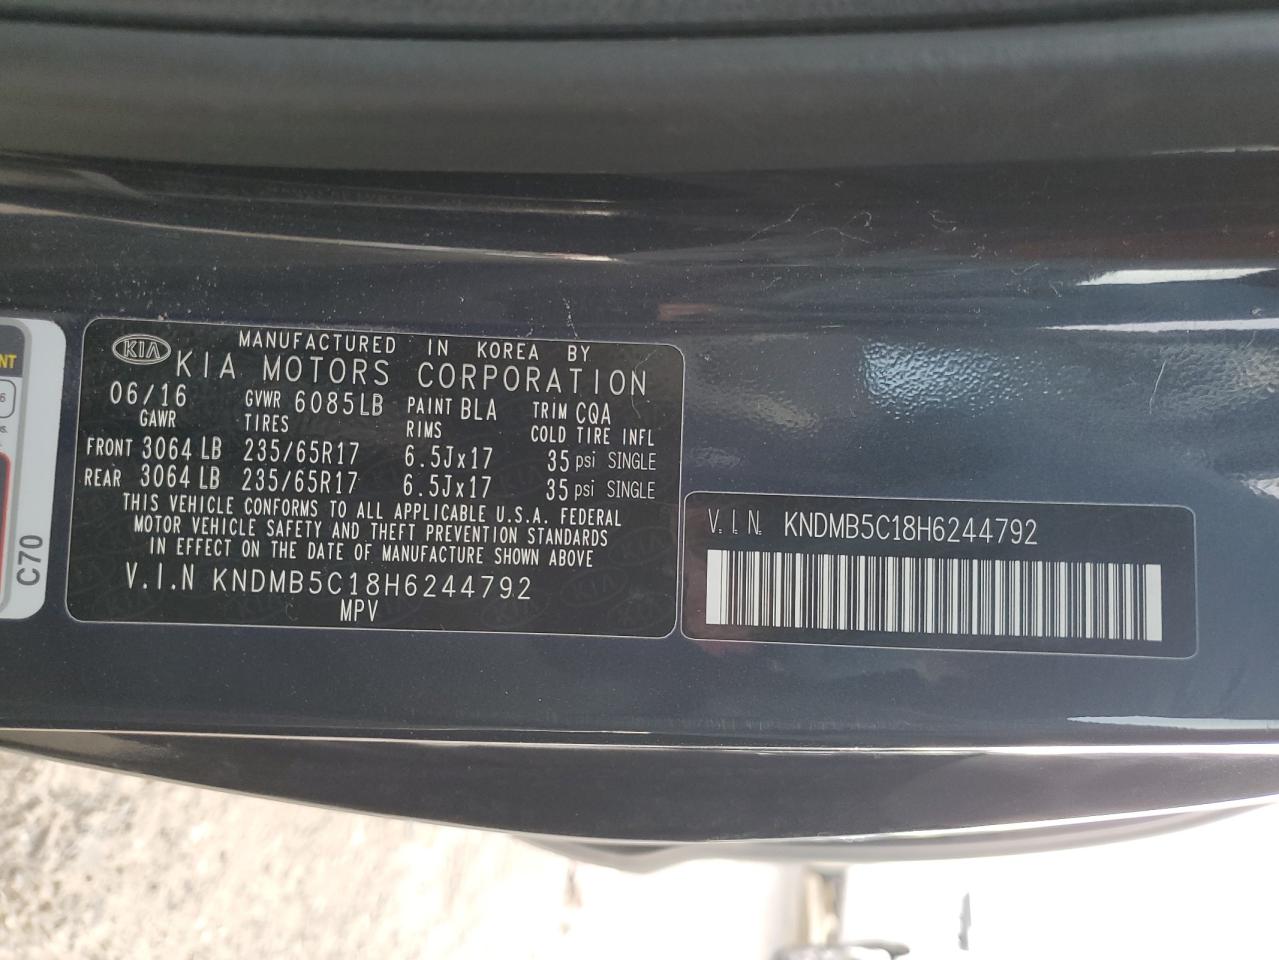 KIA
MANUFACTURED IN KOREA BY
KIA MOTORS CORPORATION
06/16 GVWR 6085LB PAINT BLA TRIM CQA
GAWR TIRES RIMS COLD TIRE INFL
FRONT 3064 LB 235/65R17 6.5Jx17 35 psi SINGLE
REAR 3064 LB 235/65R17 6.5Jx17 35 psi SINGLE
THIS VEHICLE CONFORMS TO ALL APPLICABLE U.S.A. FEDERAL
MOTOR VEHICLE SAFETY AND THEFT PREVENTION STANDARDS
IN EFFECT ON THE DATE OF MANUFACTURE SHOWN ABOVE
V.I.N KNDMB5C18H6244792
MPV
V.I.N. KNDMB5C18H6244792
NT
6
C70